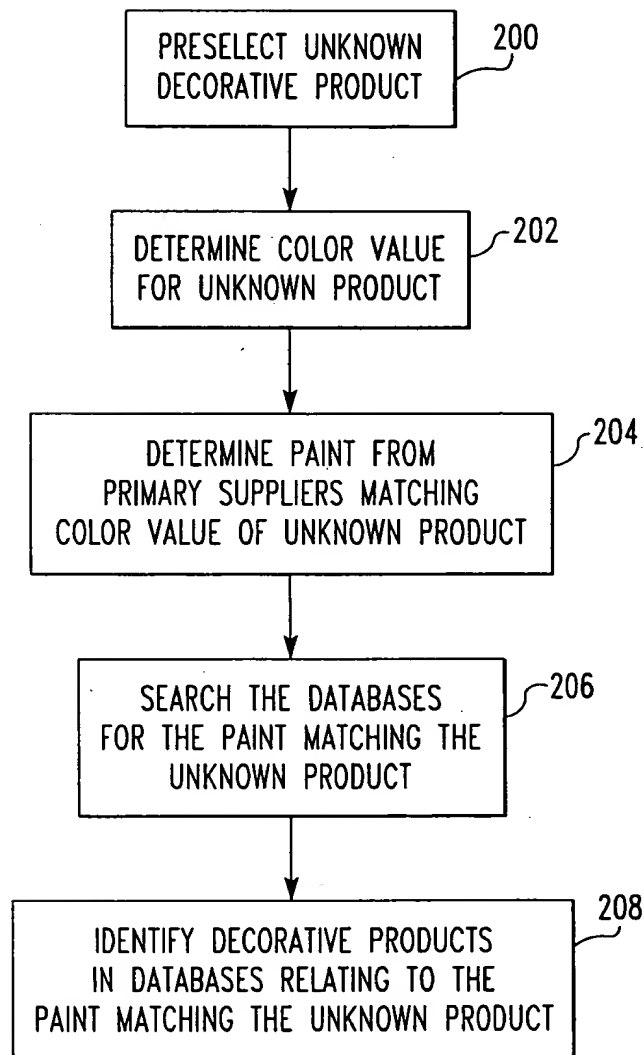 PRESELECT UNKNOWN
DECORATIVE PRODUCT
200
DETERMINE COLOR VALUE
FOR UNKNOWN PRODUCT
202
DETERMINE PAINT FROM
PRIMARY SUPPLIERS MATCHING
COLOR VALUE OF UNKNOWN PRODUCT
204
SEARCH THE DATABASES
FOR THE PAINT MATCHING THE
UNKNOWN PRODUCT
206
IDENTIFY DECORATIVE PRODUCTS
IN DATABASES RELATING TO THE
PAINT MATCHING THE UNKNOWN PRODUCT
208